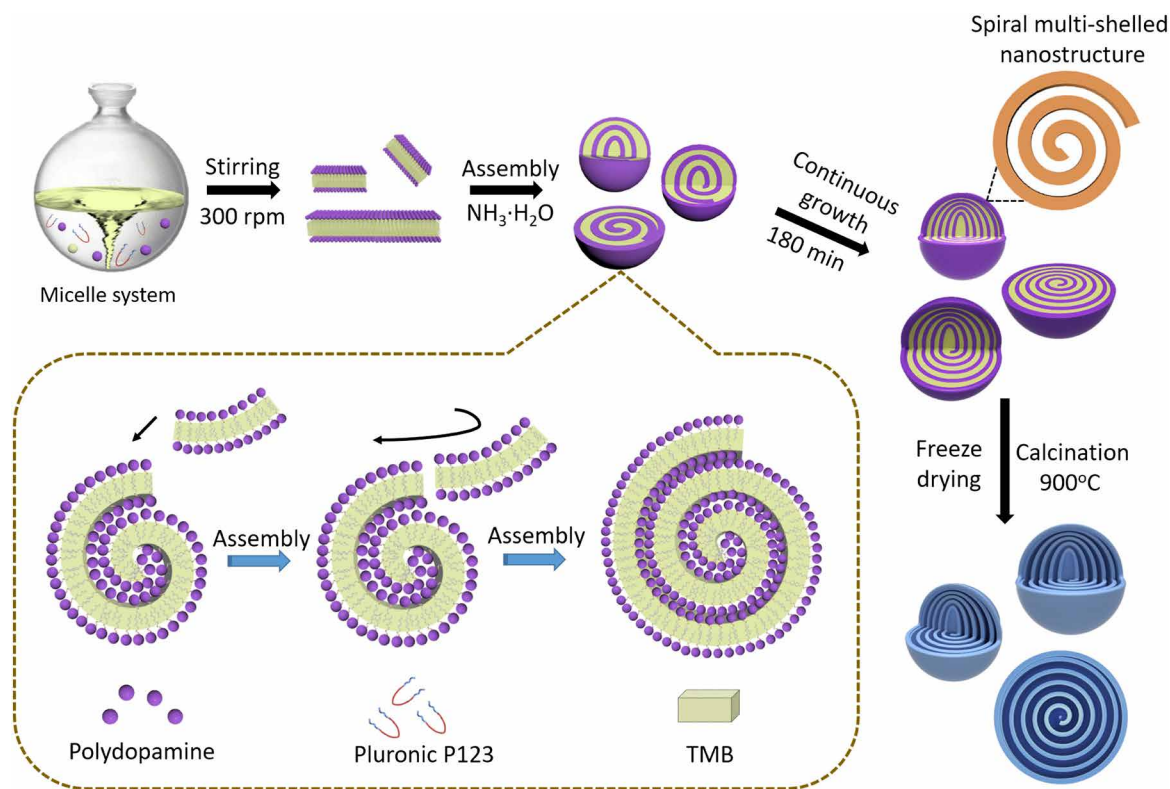 Spiral multi-shelled
nanostructure
Stirring
300 rpm
Assembly
NH₃·H₂O
Continuous
growth
180 min
Micelle system
Assembly
Assembly
Freeze
drying
Calcination
900°C
Polydopamine
Pluronic P123
TMB